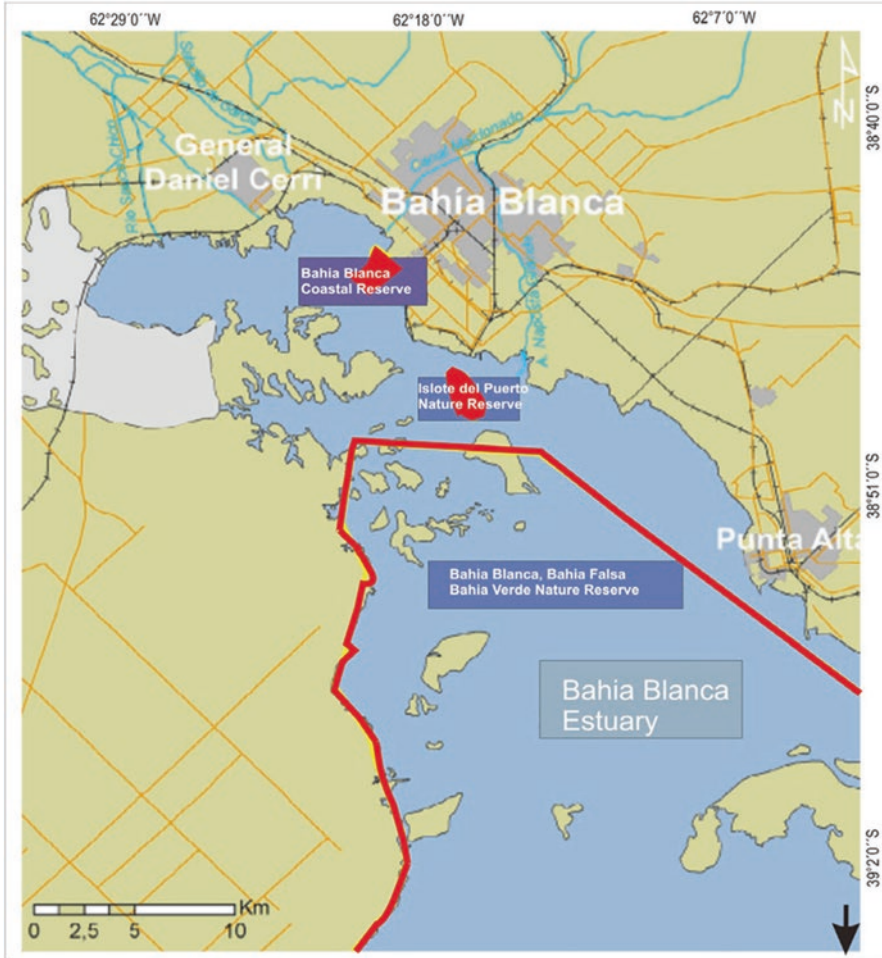 62°29´0´´W
62°18´0´´W
62°7´0´´W
38°40´0´´S
N
General
Daniel Cerri
Canal Maldonado
Bahía Blanca
Bahia Blanca
Coastal Reserve
Islote del Puerto
Nature Reserve
38°51´0´´S
Punta Alta
Bahia Blanca, Bahia Falsa
Bahia Verde Nature Reserve
Bahia Blanca
Estuary
39°2´0´´S
Km
0 2,5 5 10